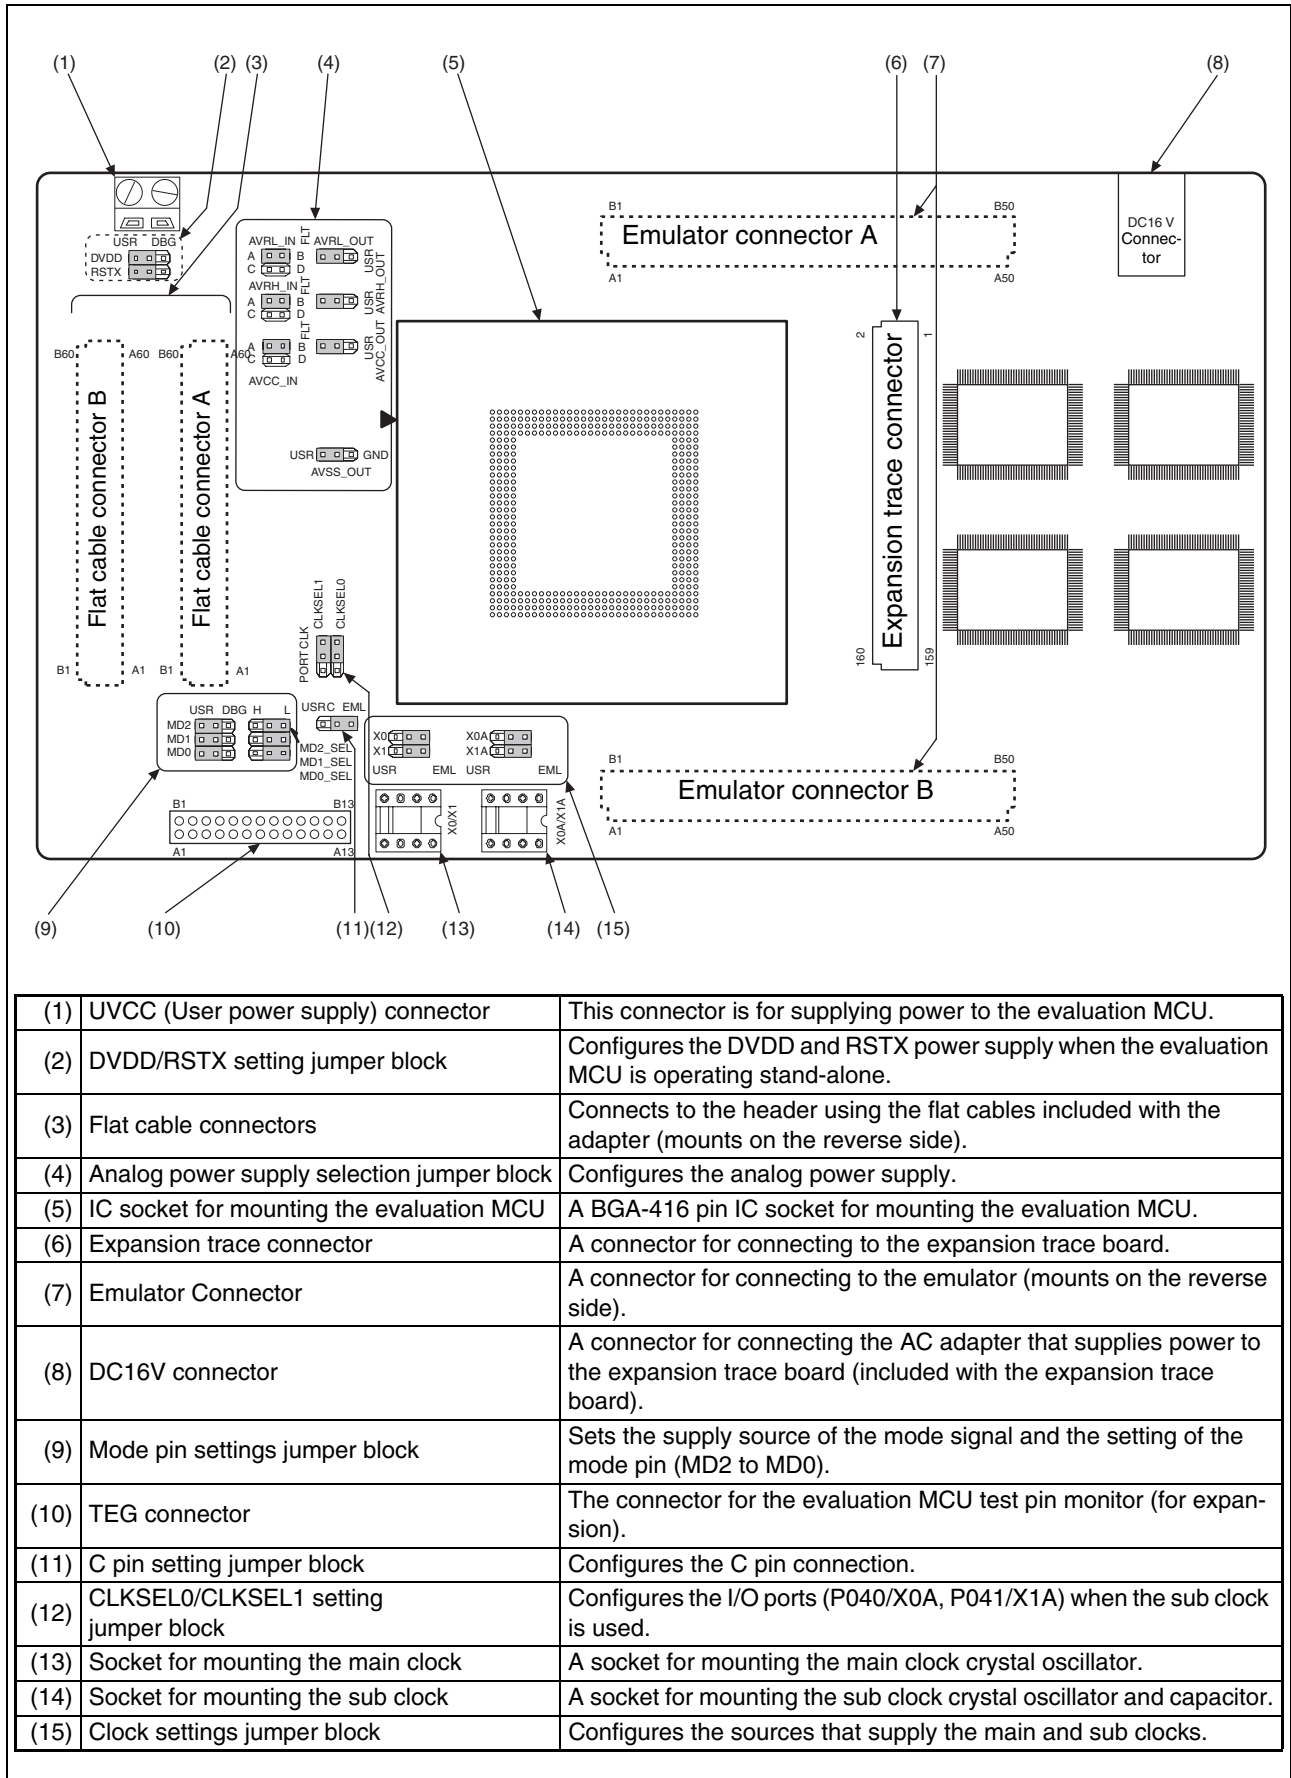 (1) (2) (3) (4) (5) (6) (7) (8)
USR DBG
DVDD
RSTX
AVRL_IN FLT AVRL_OUT
A B USR
C D
AVRH_IN FLT AVRH_OUT
A B USR
C D
FLT
A B USR
C D AVCC_OUT
AVCC_IN
USR GND
AVSS_OUT
B1 B50
Emulator connector A
A1 A50
DC16 V
Connec-
tor
B60 A60 B60 A60
Flat cable connector B
Flat cable connector A
B1 A1 B1 A1
2 1
Expansion trace connector
160 159
PORT CLK
CLKSEL1
CLKSEL0
USR DBG H L
MD2
MD1
MD0
MD2_SEL
MD1_SEL
MD0_SEL
USR C EML
X0 X0A
X1 X1A
USR EML USR EML
X0/X1
X0A/X1A
B1 B13
A1 A13
B1 B50
Emulator connector B
A1 A50
(9) (10) (11) (12) (13) (14) (15)
(1) UVCC (User power supply) connector This connector is for supplying power to the evaluation MCU.
(2) DVDD/RSTX setting jumper block Configures the DVDD and RSTX power supply when the evaluation
MCU is operating stand-alone.
(3) Flat cable connectors Connects to the header using the flat cables included with the
adapter (mounts on the reverse side).
(4) Analog power supply selection jumper block Configures the analog power supply.
(5) IC socket for mounting the evaluation MCU A BGA-416 pin IC socket for mounting the evaluation MCU.
(6) Expansion trace connector A connector for connecting to the expansion trace board.
(7) Emulator Connector A connector for connecting to the emulator (mounts on the reverse
side).
(8) DC16V connector A connector for connecting the AC adapter that supplies power to
the expansion trace board (included with the expansion trace
board).
(9) Mode pin settings jumper block Sets the supply source of the mode signal and the setting of the
mode pin (MD2 to MD0).
(10) TEG connector The connector for the evaluation MCU test pin monitor (for expan-
sion).
(11) C pin setting jumper block Configures the C pin connection.
(12) CLKSEL0/CLKSEL1 setting
jumper block Configures the I/O ports (P040/X0A, P041/X1A) when the sub clock
is used.
(13) Socket for mounting the main clock A socket for mounting the main clock crystal oscillator.
(14) Socket for mounting the sub clock A socket for mounting the sub clock crystal oscillator and capacitor.
(15) Clock settings jumper block Configures the sources that supply the main and sub clocks.